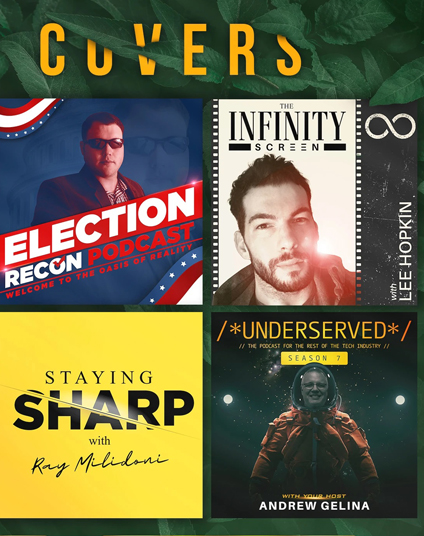 COVERS
ELECTION
RECON PODCAST
WELCOME TO THE OASIS OF REALITY
THE
INFINITY
SCREEN
with
LEE HOPKIN
STAYING
SHARP
with
Ray Milidoni
/*UNDERSERVED*/
// THE PODCAST FOR THE REST OF THE TECH INDUSTRY //
SEASON 7
WITH YOUR HOST
ANDREW GELINA